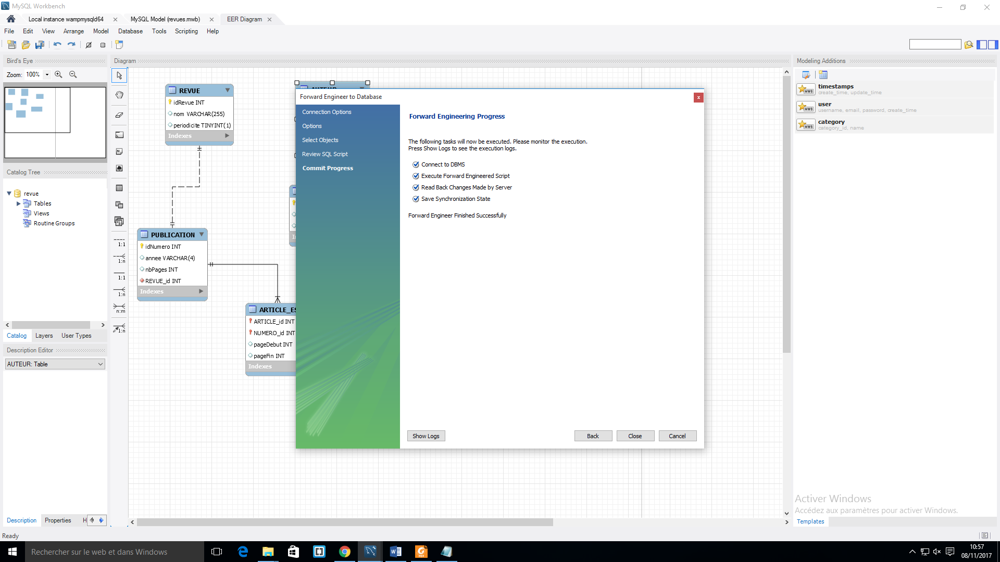 MySQL Workbench
Local instance wampmysqld64
MySQL Model (revues.mwb)
EER Diagram
File Edit View Arrange Model Database Tools Scripting Help
Bird's Eye
Zoom: 100%
Catalog Tree
revue
Tables
Views
Routine Groups
Catalog Layers User Types
Description Editor
AUTEUR: Table
Description Properties H
Diagram
1:1
1:n
1:1
1:n
n:m
1:n
REVUE
idRevue INT
nom VARCHAR(255)
periodicite TINYINT(1)
Indexes
PUBLICATION
idNumero INT
annee VARCHAR(4)
nbPages INT
REVUE_id INT
Indexes
ARTICLE_ES
ARTICLE_id INT
NUMERO_id INT
pageDebut INT
pageFin INT
Indexes
Forward Engineer to Database
Connection Options
Options
Select Objects
Review SQL Script
Commit Progress
Forward Engineering Progress
The following tasks will now be executed. Please monitor the execution.
Press Show Logs to see the execution logs.
Connect to DBMS
Execute Forward Engineered Script
Read Back Changes Made by Server
Save Synchronization State
Forward Engineer Finished Successfully
Show Logs Back Close Cancel
Modeling Additions
timestamps
create_time, update_time
user
username, email, password, create_time
category
category_id, name
Activer Windows
Accédez aux paramètres pour activer Windows.
Templates
Ready
Rechercher sur le web et dans Windows
10:57
08/11/2017